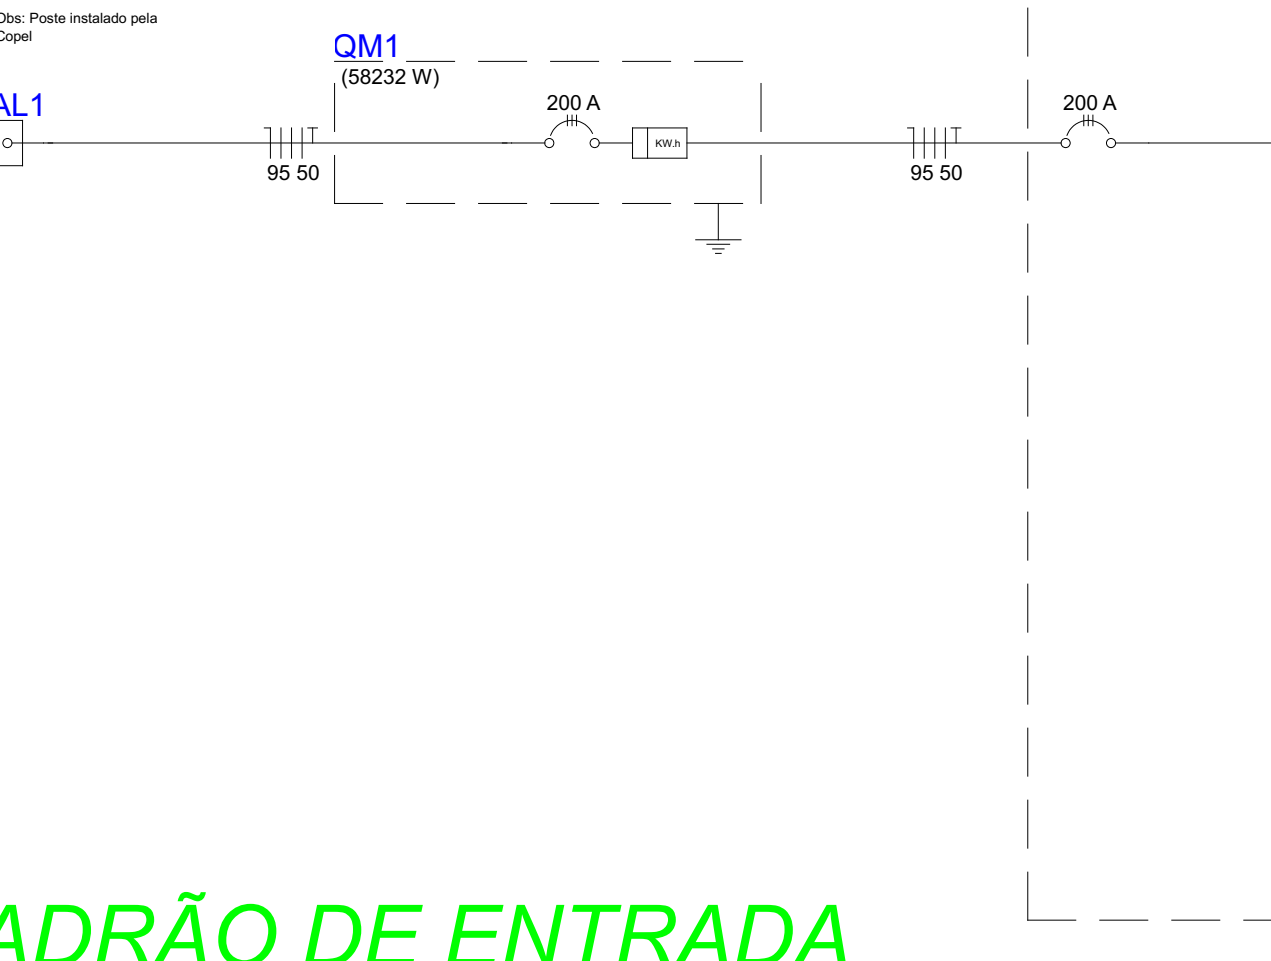 Obs: Poste instalado pela
Copel
QM1
(58232 W)
AL1
200 A
200 A
KW.h
95 50
95 50
ADRÃO DE ENTRADA